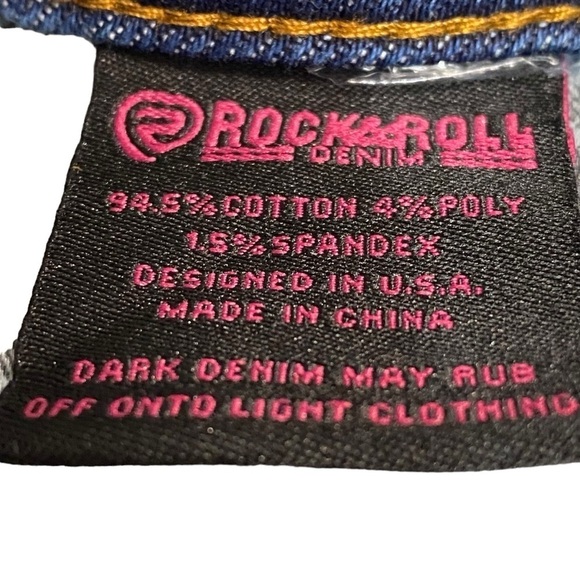 ROCK&ROLL
DENIM
94.5% COTTON 4% POLY
1.5% SPANDEX
DESIGNED IN U.S.A.
MADE IN CHINA
DARK DENIM MAY RUB
OFF ONTO LIGHT CLOTHING